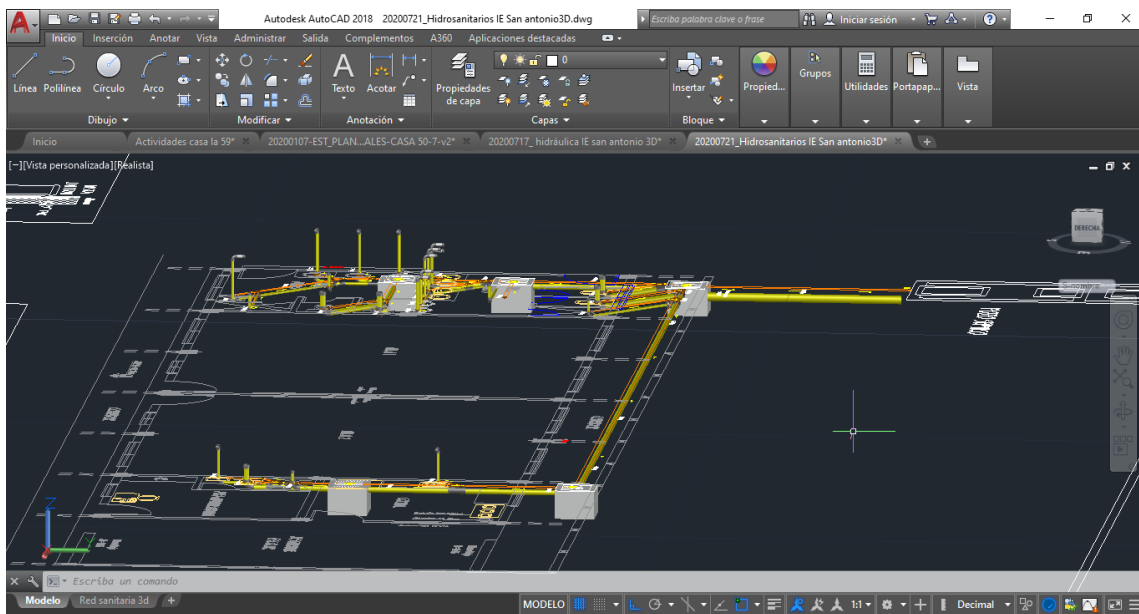 Autodesk AutoCAD 2018   20200721_Hidrosanitarios IE San antonio3D.dwg
Escriba palabra clave o frase
Iniciar sesión
Inicio Inserción Anotar Vista Administrar Salida Complementos A360 Aplicaciones destacadas
0
Línea Polilínea Círculo Arco Texto Acotar Propiedades de capa Insertar Propied... Grupos Utilidades Portapap... Vista
Dibujo Modificar Anotación Capas Bloque
Inicio Actividades casa la 59* 20200107-EST_PLAN...ALES-CASA 50-7-v2* 20200717_ hidráulica IE san antonio 3D* 20200721_Hidrosanitarios IE San antonio3D*
[−][Vista personalizada][Realista]
DERECHA
Z
Y
Escriba un comando
Modelo Red sanitaria 3d
MODELO 1:1 Decimal